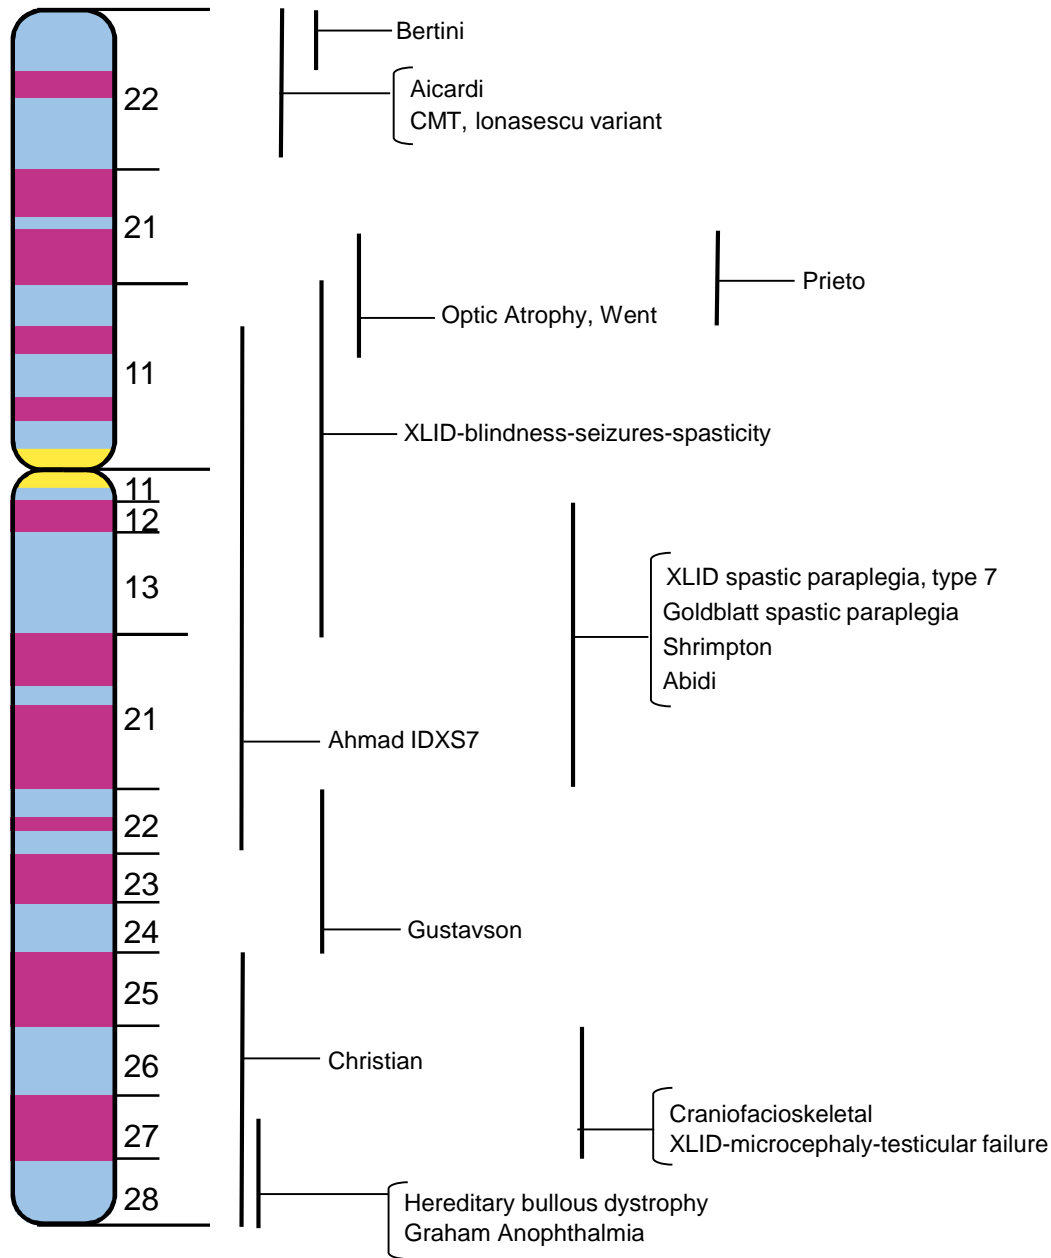 Bertini
Aicardi
22
CMT, Ionasescu variant
21
Prieto
Optic Atrophy, Went
11
XLID-blindness-seizures-spasticity
11
12
13
XLID spastic paraplegia, type 7
Goldblatt spastic paraplegia
Shrimpton
Abidi
21
Ahmad IDXS7
22
23
24
Gustavson
25
26
Christian
Craniofacioskeletal
27
XLID-microcephaly-testicular failure
28
Hereditary bullous dystrophy
Graham Anophthalmia